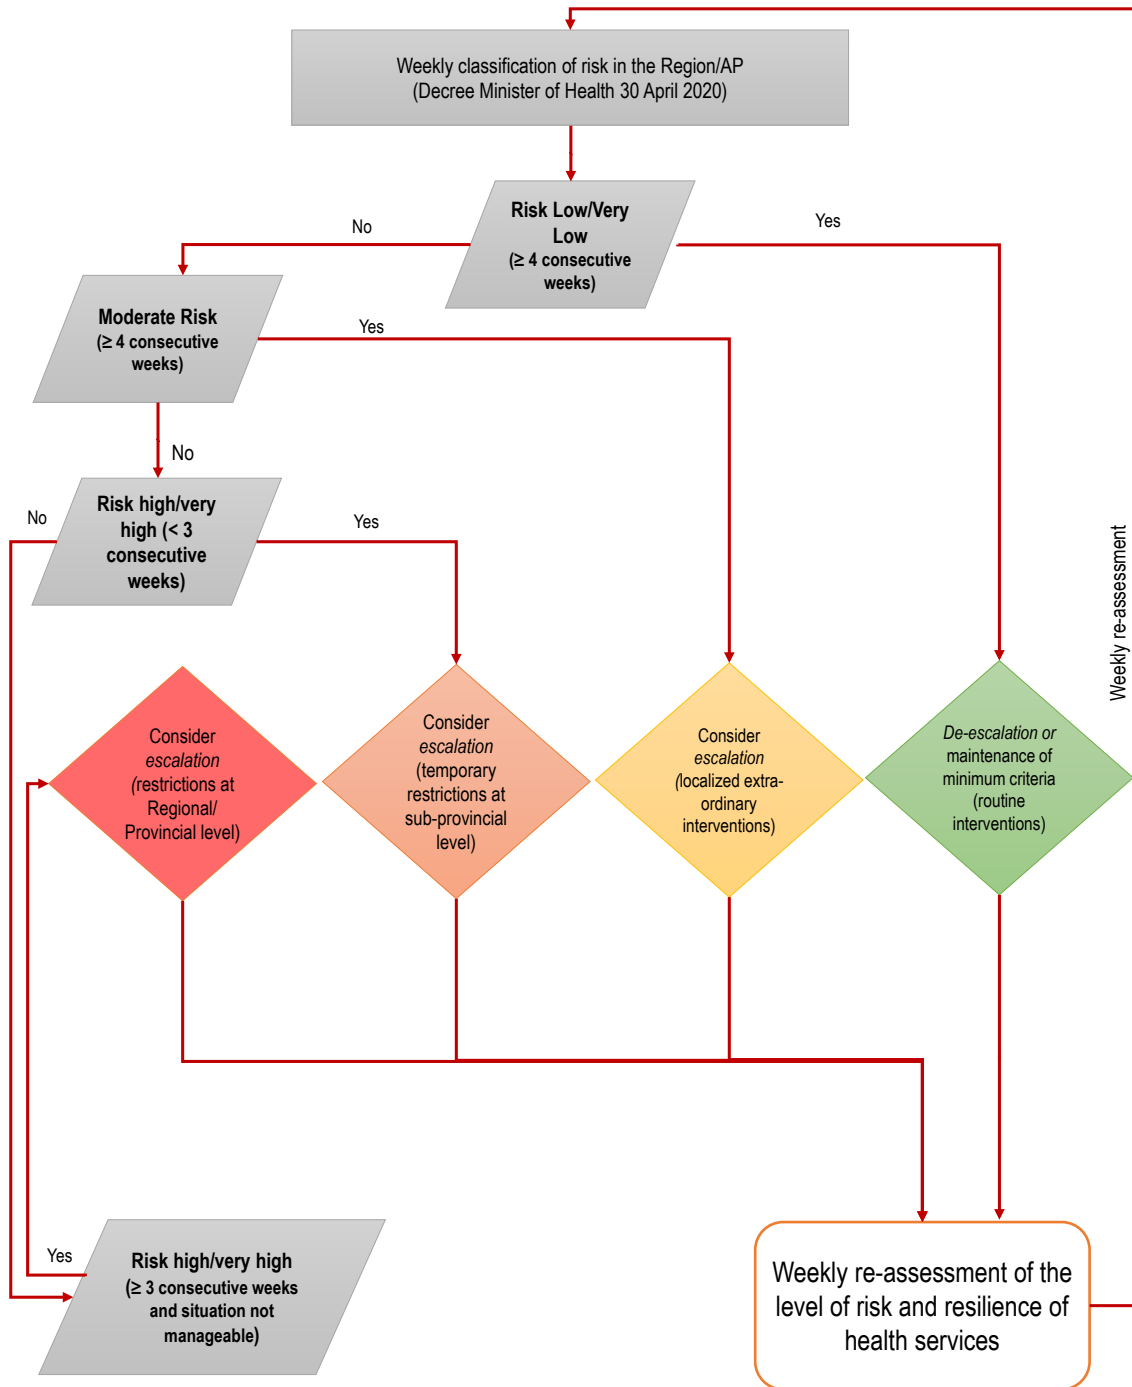 Weekly classification of risk in the Region/AP
(Decree Minister of Health 30 April 2020)
Risk Low/Very
Low
(≥ 4 consecutive
weeks)
No
Yes
Moderate Risk
(≥ 4 consecutive
weeks)
Yes
No
Risk high/very
high (< 3
consecutive
weeks)
No
Yes
Weekly re-assessment
Consider
escalation
(restrictions at
Regional/
Provincial level)
Consider
escalation
(temporary
restrictions at
sub-provincial
level)
Consider
escalation
(localized extra-
ordinary
interventions)
De-escalation or
maintenance of
minimum criteria
(routine
interventions)
Yes
Risk high/very high
(≥ 3 consecutive weeks
and situation not
manageable)
Weekly re-assessment of the
level of risk and resilience of
health services